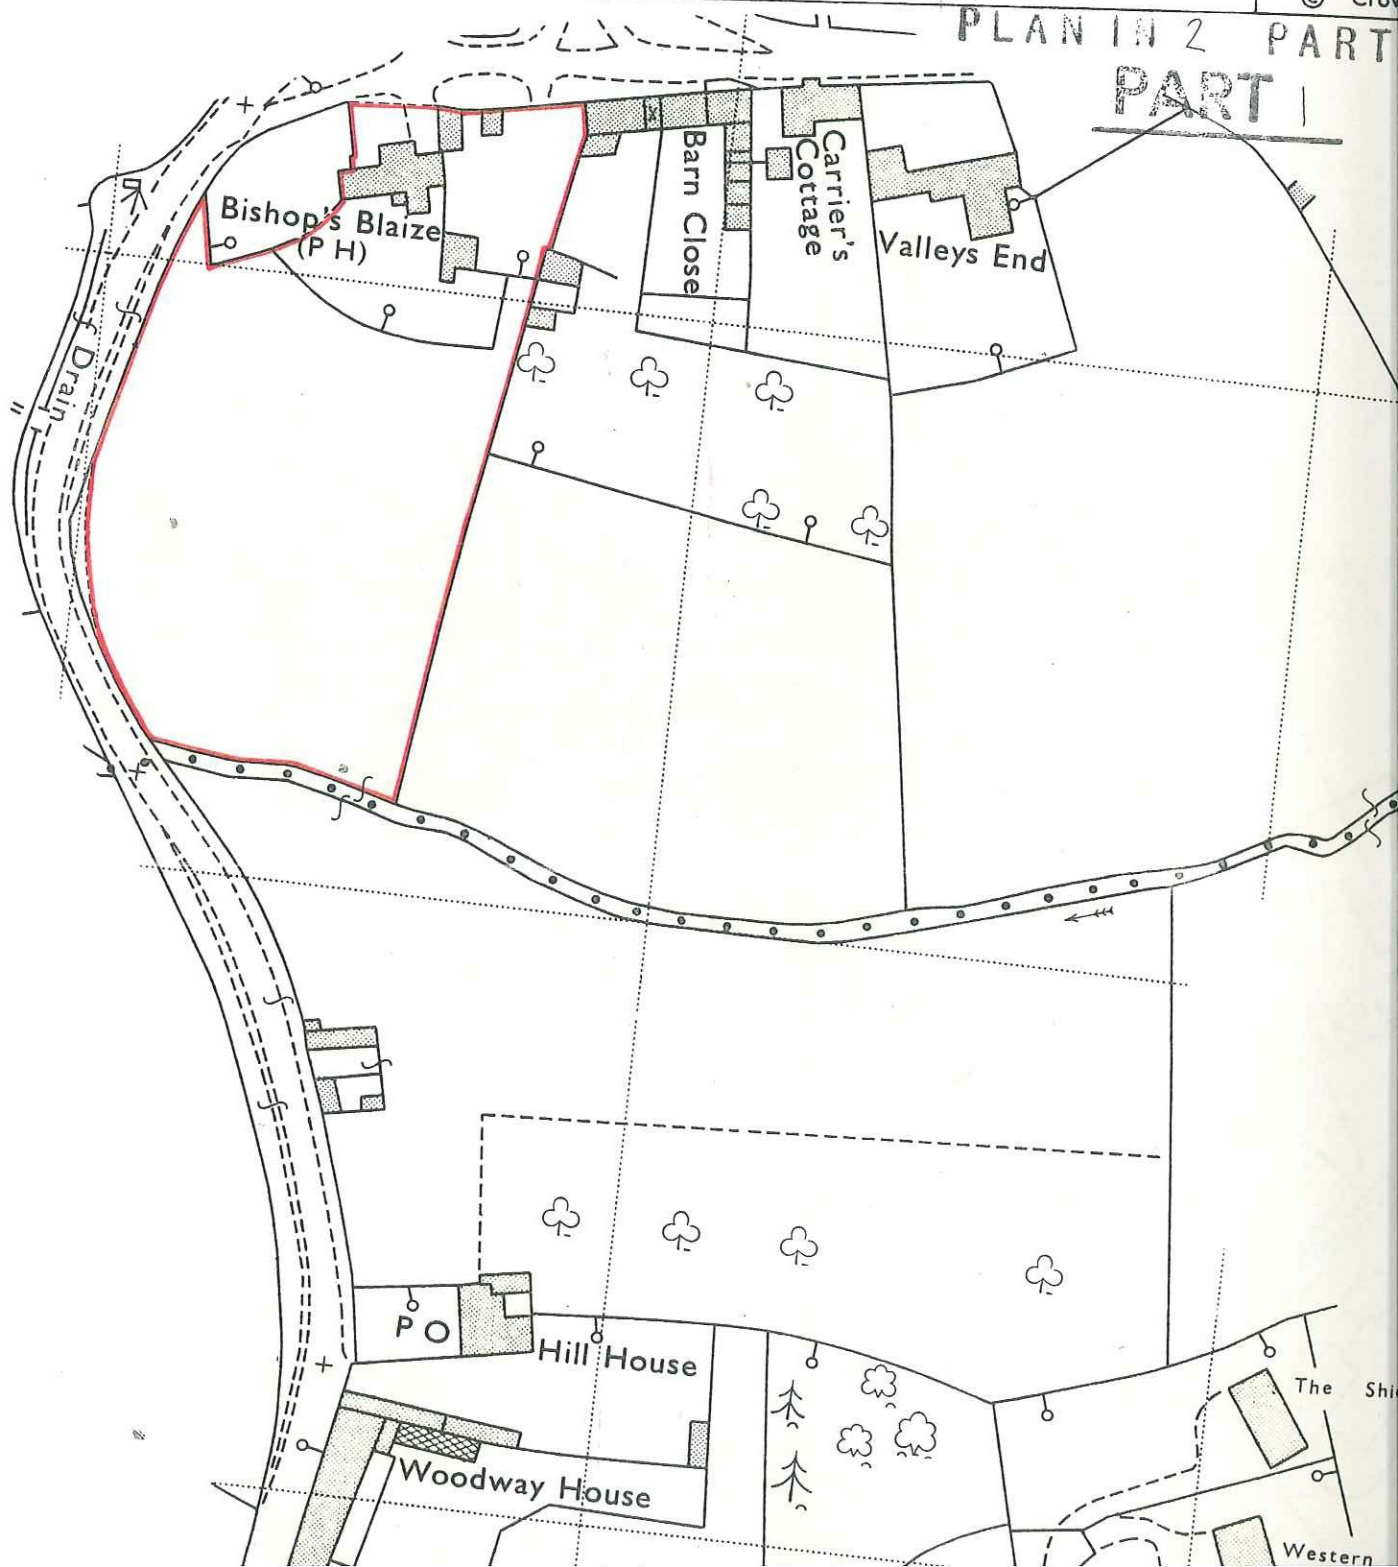 PLAN IN 2 PART
PART 1
Bishop's Blaize
(P H)
Barn Close
Carrier's
Cottage
Valleys End
Drain
P O
Hill House
Woodway House
The
Western